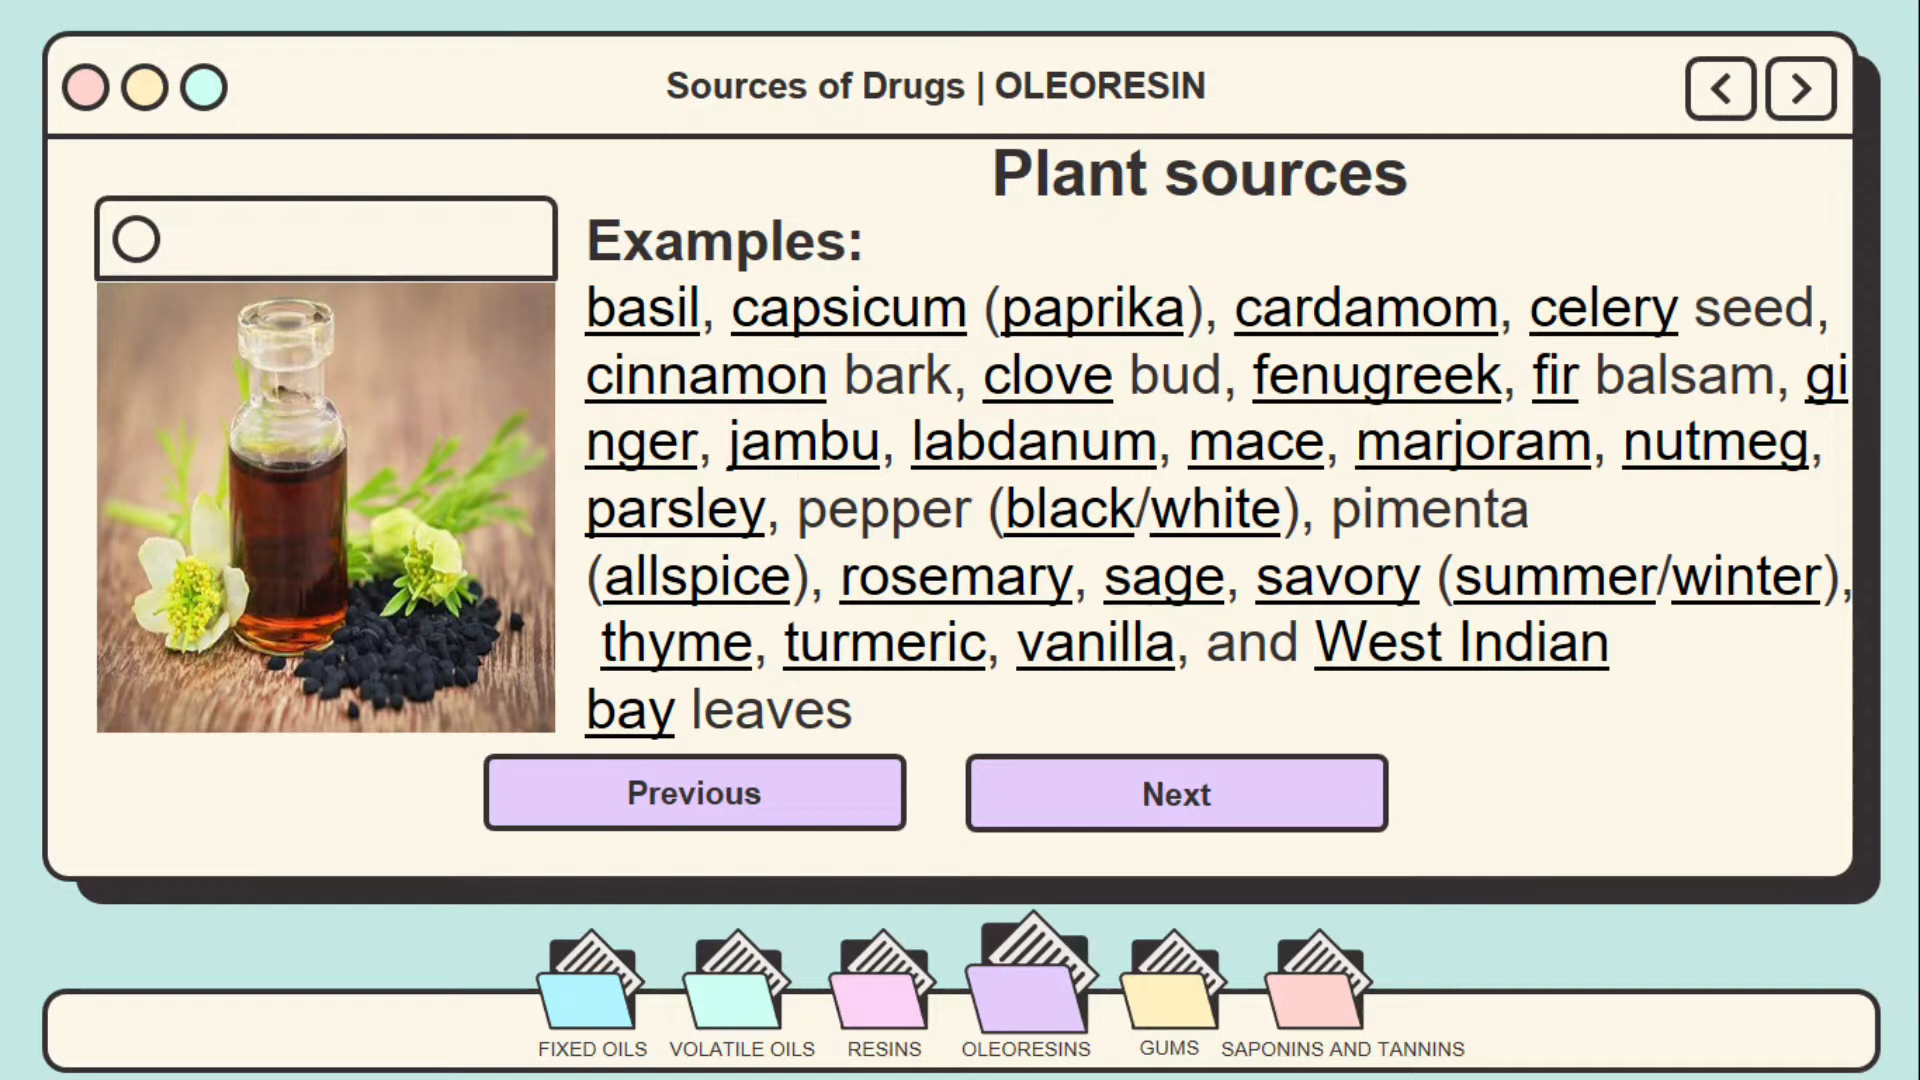 Sources of Drugs | OLEORESIN
Plant sources
Examples:
basil, capsicum (paprika), cardamom, celery seed,
cinnamon bark, clove bud, fenugreek, fir balsam, gi
nger, jambu, labdanum, mace, marjoram, nutmeg,
parsley, pepper (black/white), pimenta
(allspice), rosemary, sage, savory (summer/winter),
thyme, turmeric, vanilla, and West Indian
bay leaves
Previous
Next
FIXED OILS
VOLATILE OILS
RESINS
OLEORESINS
GUMS
SAPONINS AND TANNINS